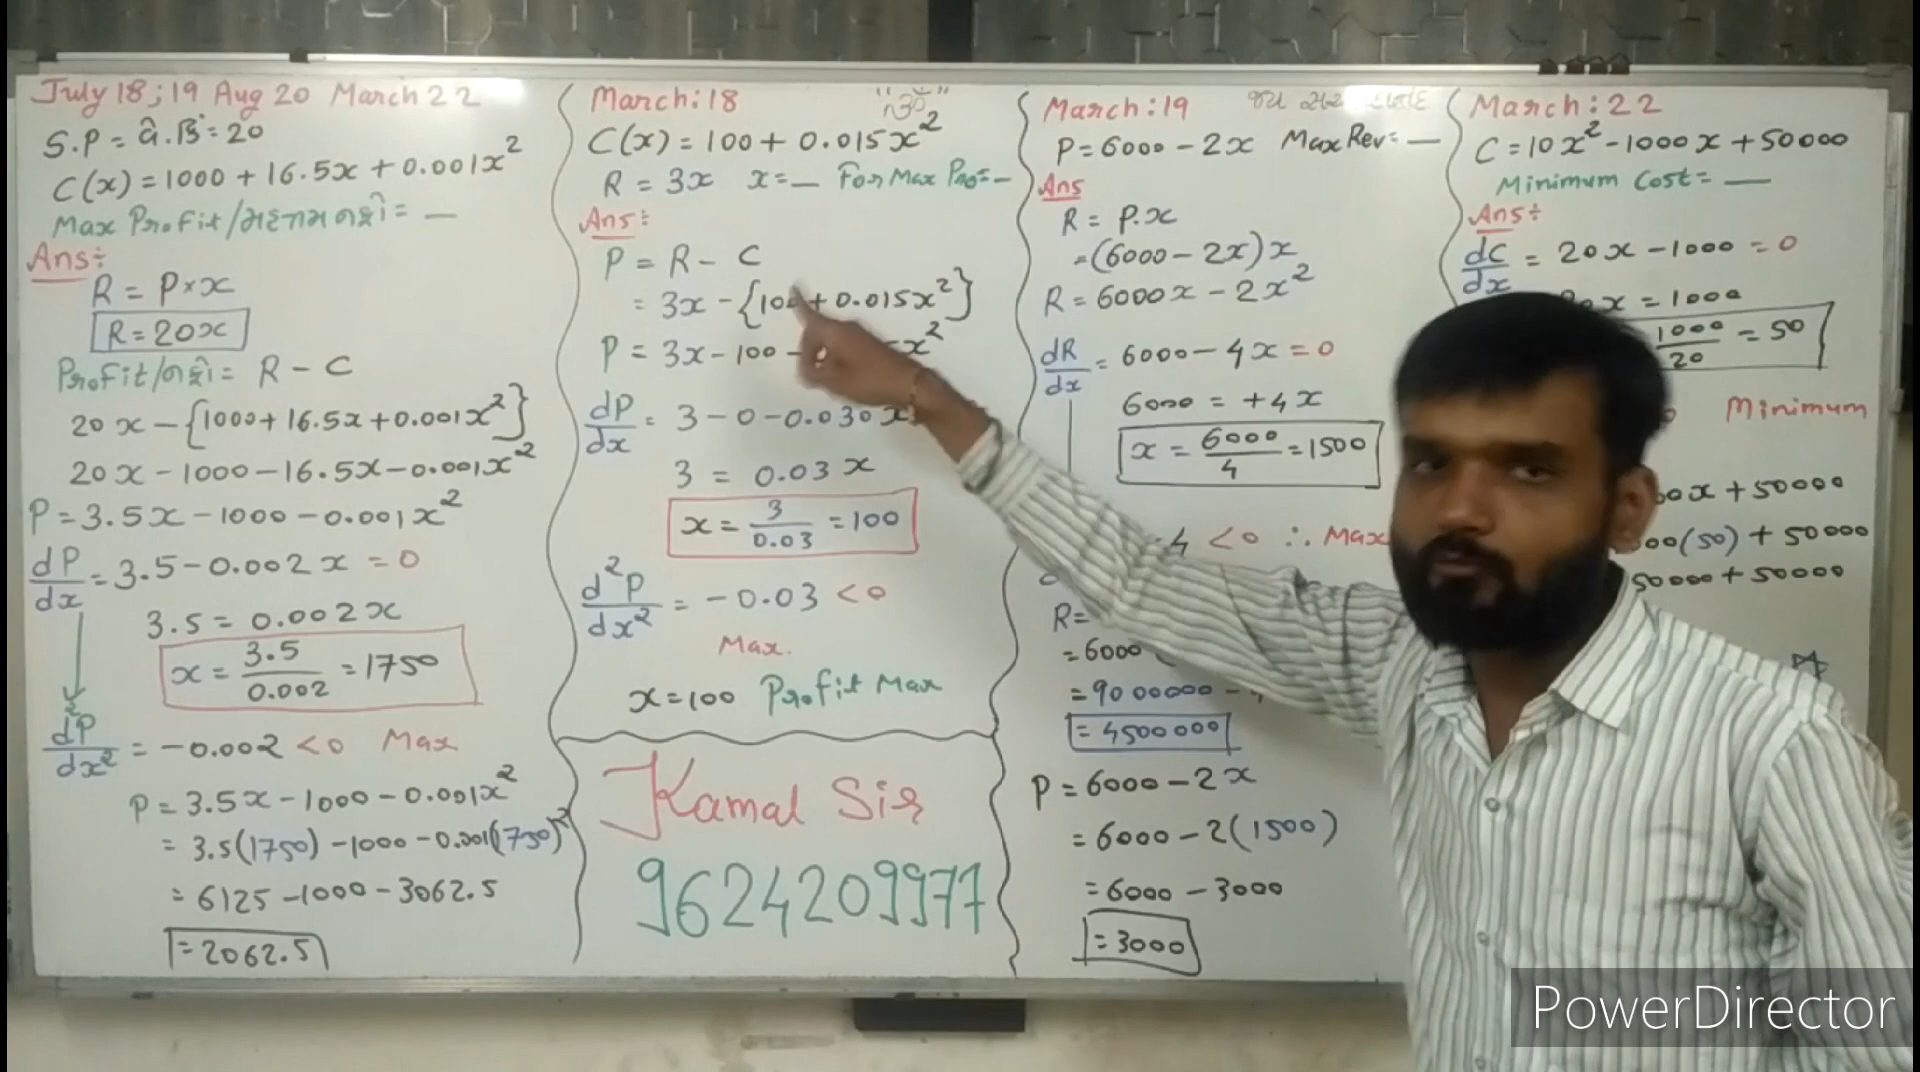 July 18 ; 19 Aug 20 March 22
S.P = = 20
C(x) = 1000 + 16.5x + 0.001x²
Max Profit / મહત્તમ નફો = —
Ans:
R = P × x
R = 20x
Profit / નફો = R - C
20x - {1000 + 16.5x + 0.001x²}
20x - 1000 - 16.5x - 0.001x²
P = 3.5x - 1000 - 0.001x²
dP/dx = 3.5 - 0.002x = 0
3.5 = 0.002x
x = 3.5/0.002 = 1750
d²P/dx² = -0.002 < 0 Max
P = 3.5x - 1000 - 0.001x²
= 3.5(1750) - 1000 - 0.001(1750)²
= 6125 - 1000 - 3062.5
= 2062.5
March : 18
C(x) = 100 + 0.015x²
R = 3x x = — For Max Pro = —
Ans:
P = R - C
= 3x - {100 + 0.015x²}
P = 3x - 100 - x²
dP/dx = 3 - 0 - 0.030x
3 = 0.03x
x = 3/0.03 = 100
d²P/dx² = -0.03 < 0
Max.
x = 100 Profit Max
Kamal Sir
9624209977
March : 19
P = 6000 - 2x Max Rev = —
Ans
R = P.x
= (6000 - 2x)x
R = 6000x - 2x²
dR/dx = 6000 - 4x = 0
6000 = +4x
x = 6000/4 = 1500
4 < 0 ∴ Max
R =
= 6000
= 9000000 -
= 4500000
P = 6000 - 2x
= 6000 - 2(1500)
= 6000 - 3000
= 3000
March : 22
C = 10x² - 1000x + 50000
Minimum Cost = —
Ans:
dC/dx = 20x - 1000 = 0
x = 1000
1000/20 = 50
Minimum
00x + 50000
00(50) + 50000
50000 + 50000
PowerDirector